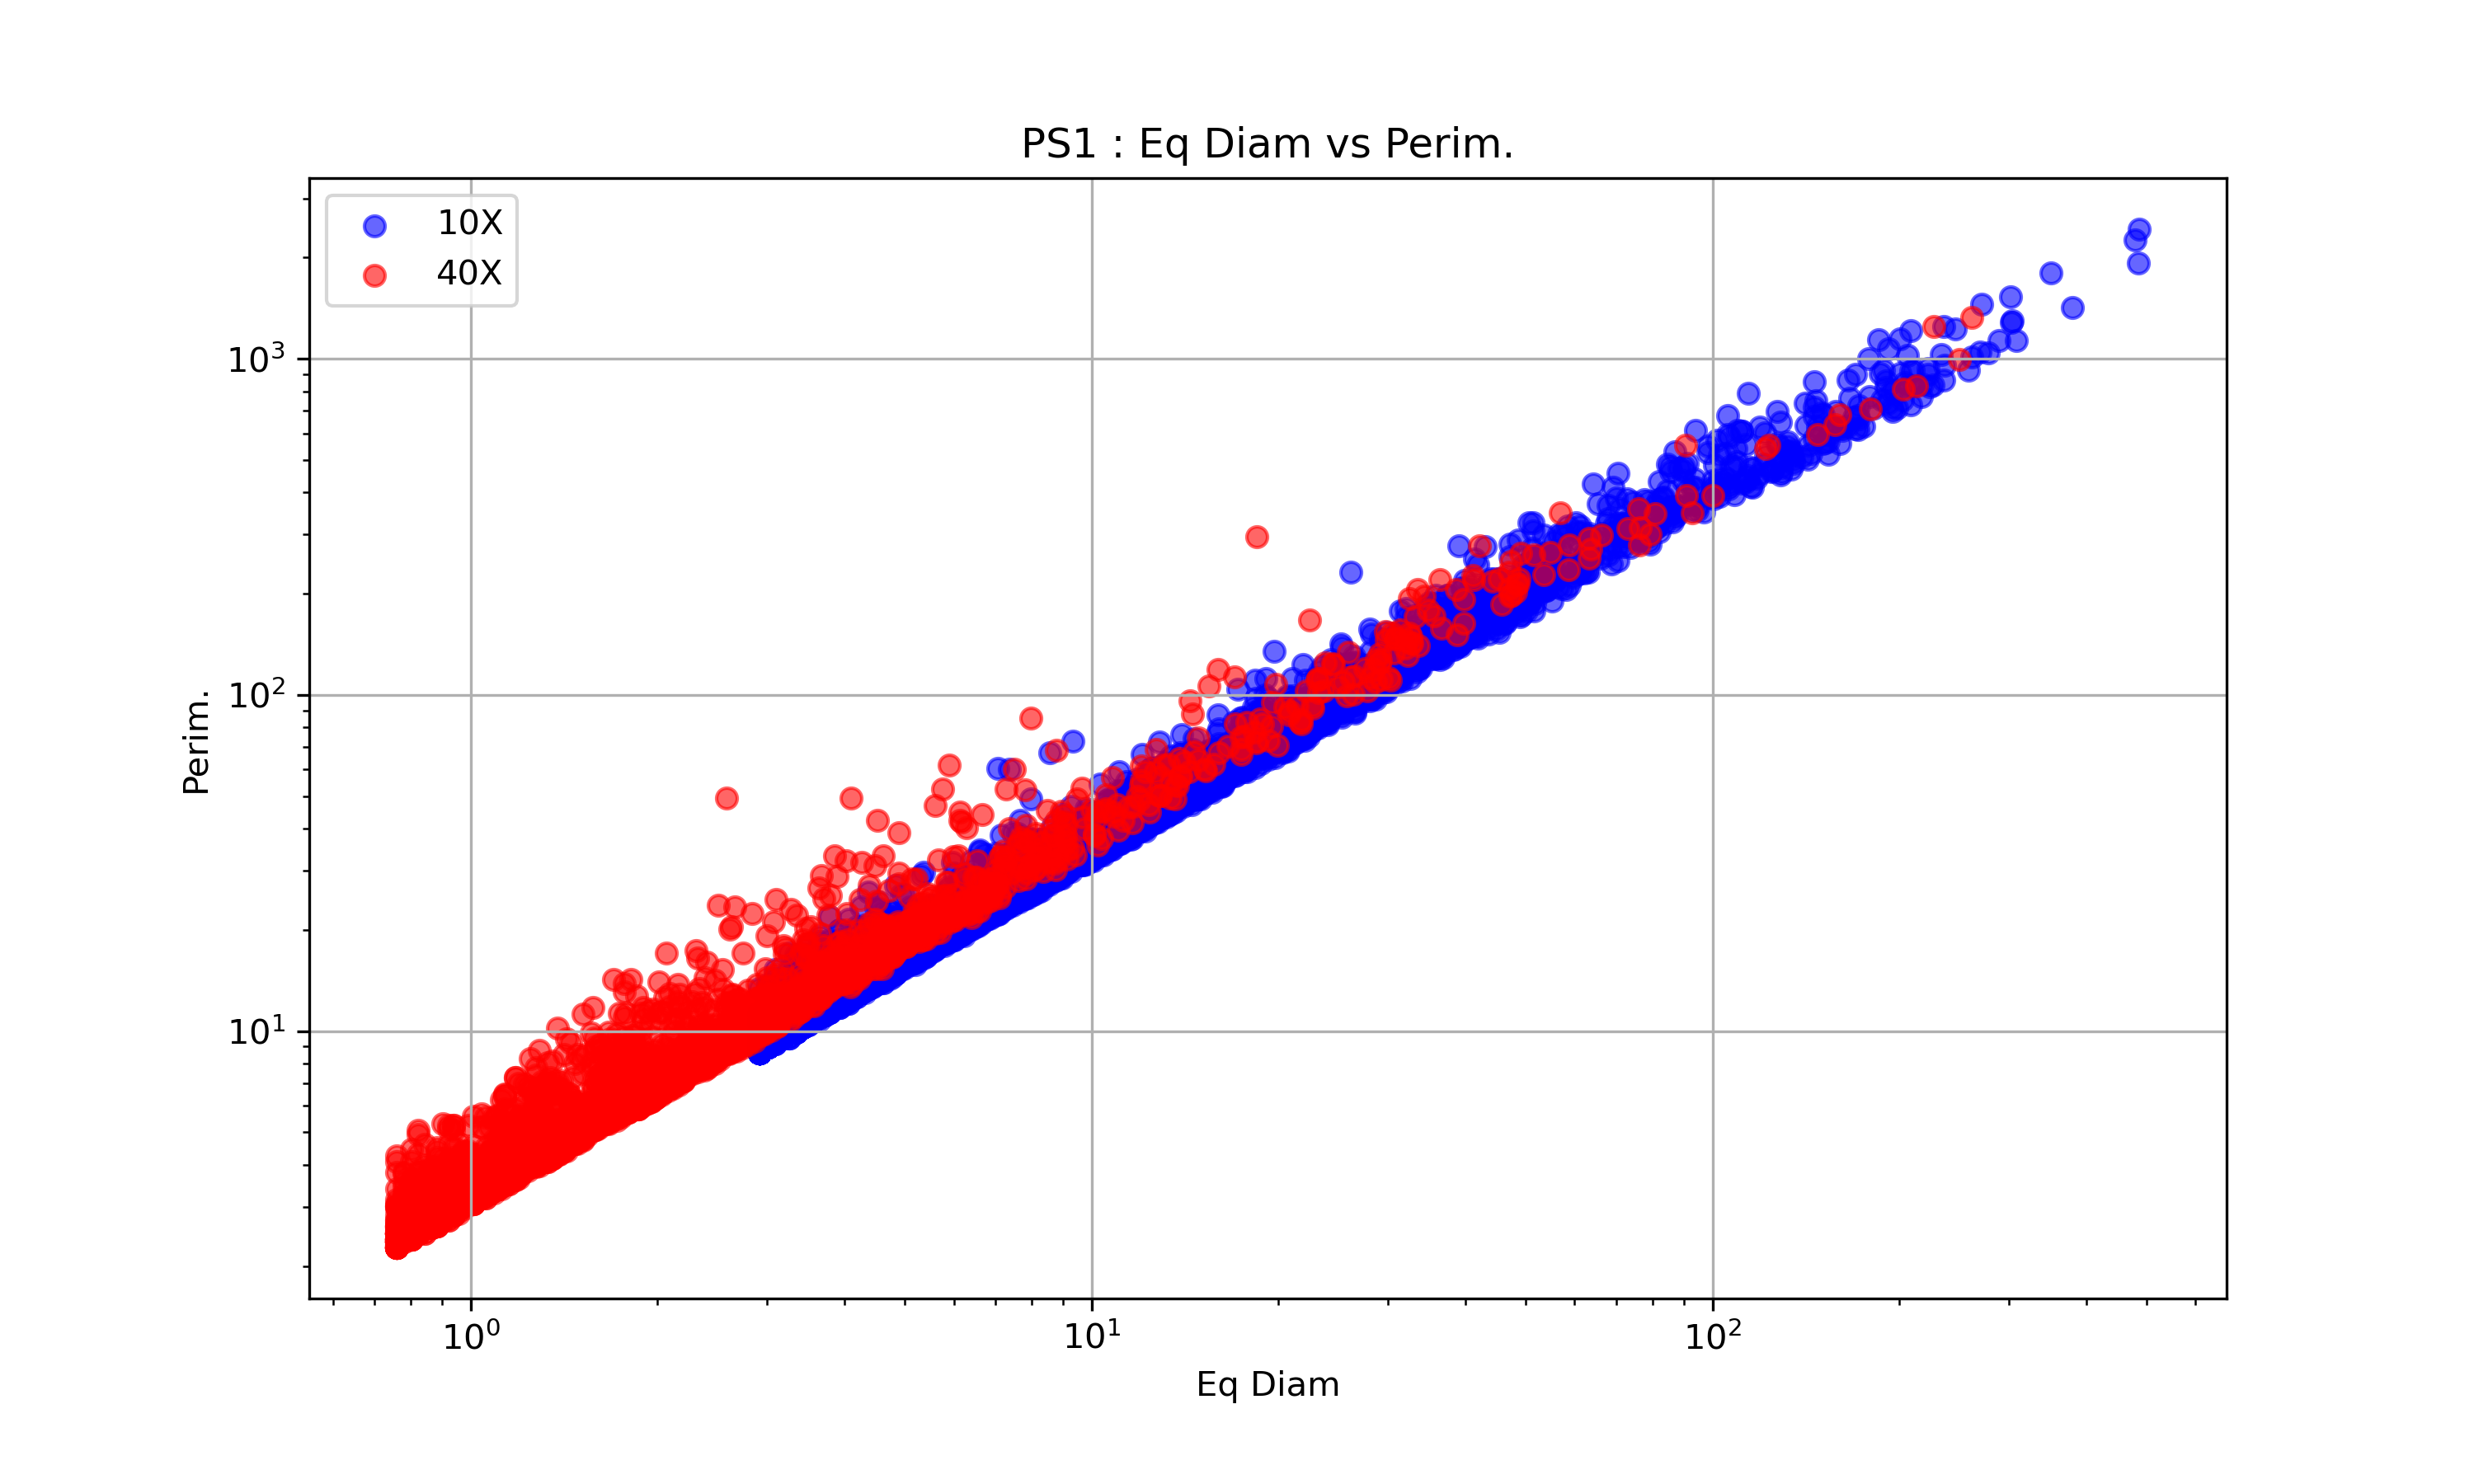 PS1 : Eq Diam vs Perim.
10X
40X
10³
10²
10¹
Perim.
10⁰
10¹
10²
Eq Diam